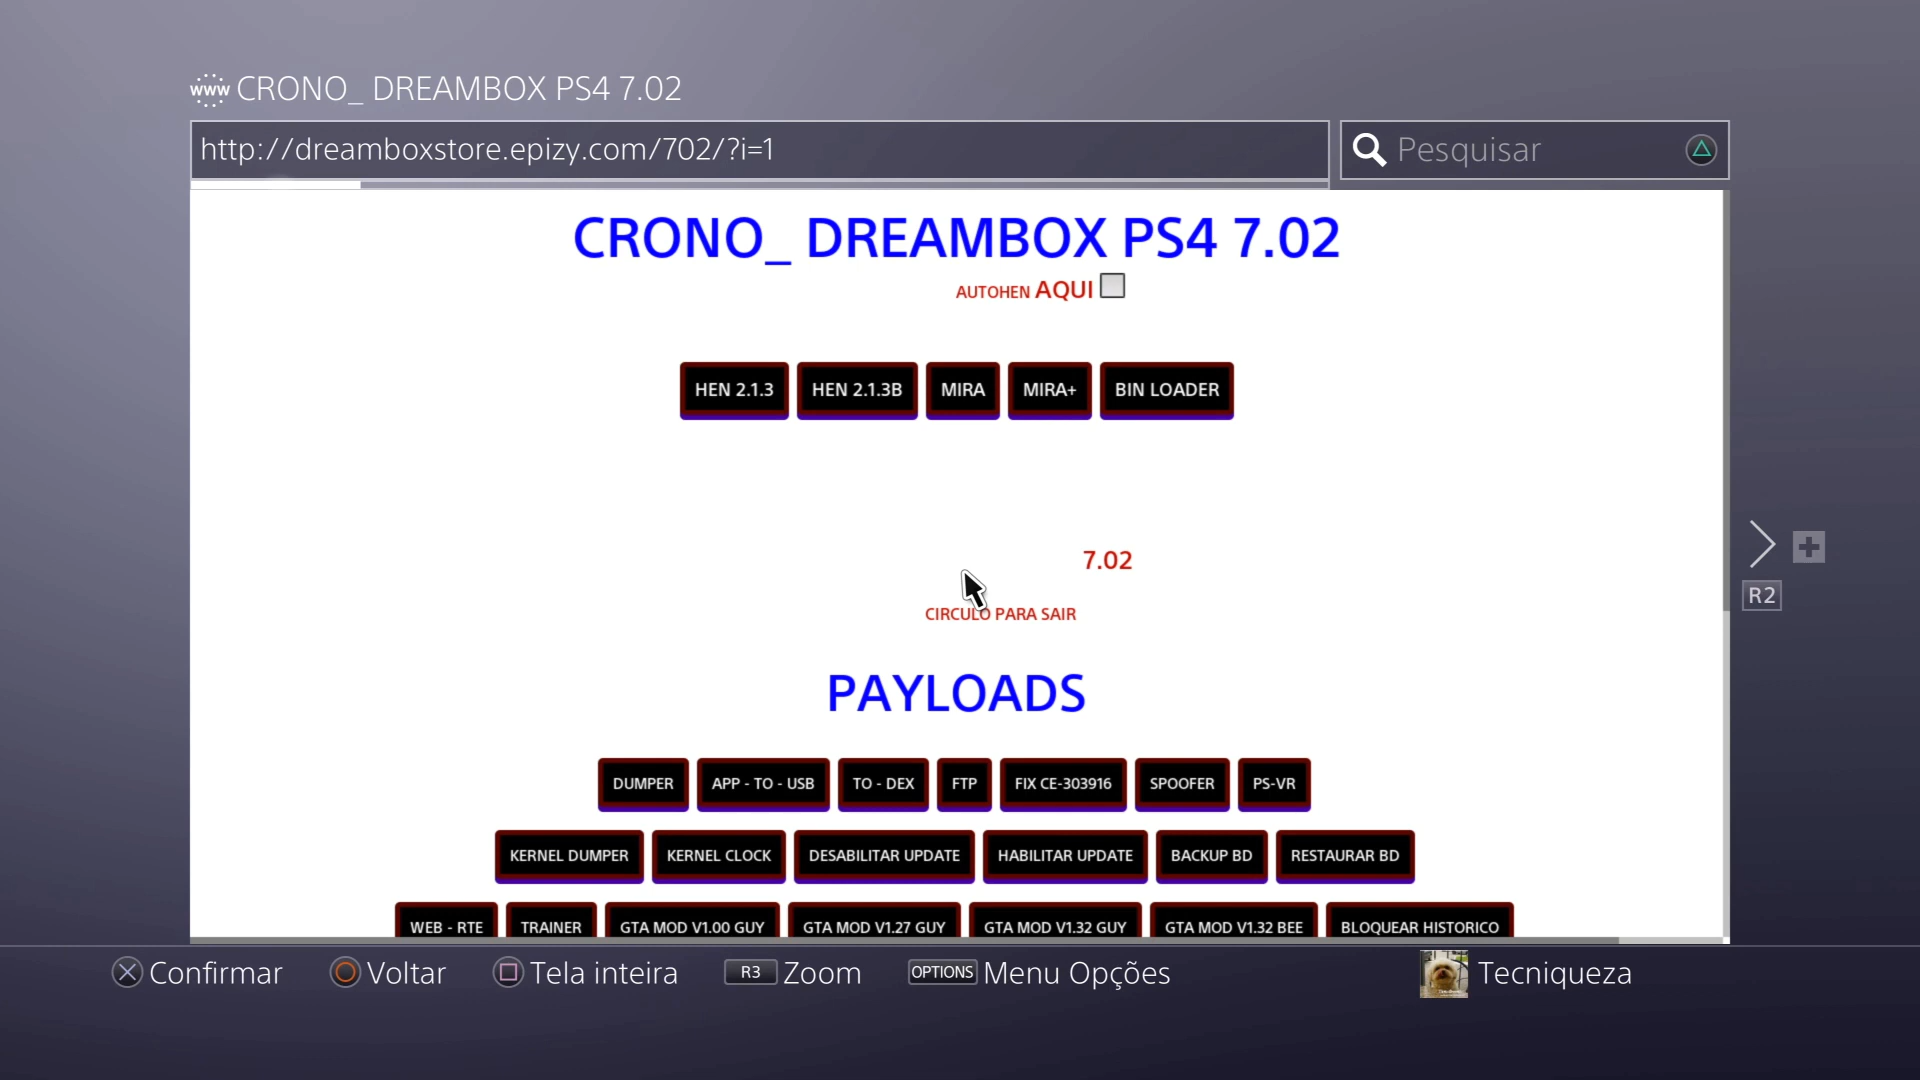 www CRONO_ DREAMBOX PS4 7.02
http://dreamboxstore.epizy.com/702/?i=1
Pesquisar
CRONO_ DREAMBOX PS4 7.02
AUTOHEN AQUI
HEN 2.1.3 HEN 2.1.3B MIRA MIRA+ BIN LOADER
7.02
CIRCULO PARA SAIR
R2
PAYLOADS
DUMPER APP - TO - USB TO - DEX FTP FIX CE-303916 SPOOFER PS-VR
KERNEL DUMPER KERNEL CLOCK DESABILITAR UPDATE HABILITAR UPDATE BACKUP BD RESTAURAR BD
WEB - RTE TRAINER GTA MOD V1.00 GUY GTA MOD V1.27 GUY GTA MOD V1.32 GUY GTA MOD V1.32 BEE BLOQUEAR HISTORICO
Confirmar Voltar Tela inteira R3 Zoom OPTIONS Menu Opções Tecniqueza